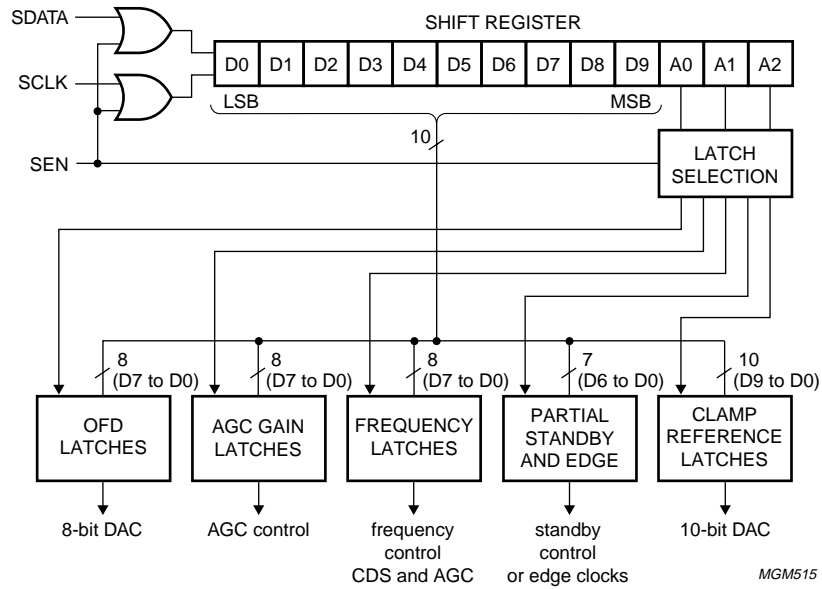 SDATA
SHIFT REGISTER
D0 D1 D2 D3 D4 D5 D6 D7 D8 D9 A0 A1 A2
SCLK
LSB MSB
10
SEN
LATCH
SELECTION
8
(D7 to D0)
8
(D7 to D0)
8
(D7 to D0)
7
(D6 to D0)
10
(D9 to D0)
OFD
LATCHES
AGC GAIN
LATCHES
FREQUENCY
LATCHES
PARTIAL
STANDBY
AND EDGE
CLAMP
REFERENCE
LATCHES
8-bit DAC
AGC control
frequency
control
CDS and AGC
standby
control
or edge clocks
10-bit DAC
MGM515